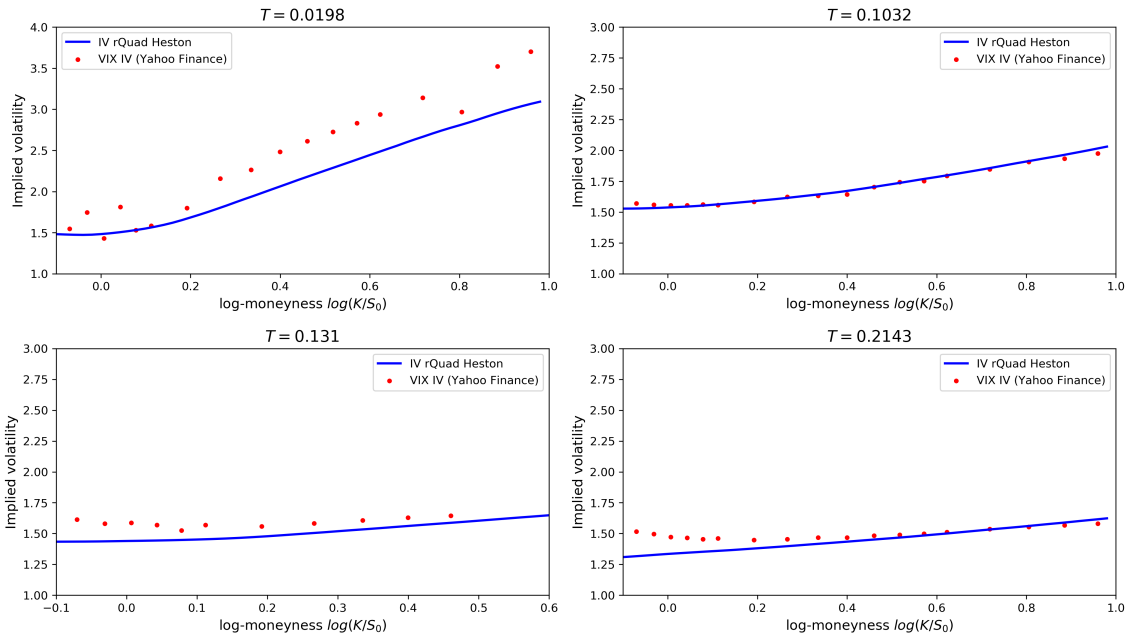 T = 0.0198
4.0
3.5
3.0
2.5
2.0
1.5
1.0
Implied volatility
IV rQuad Heston
VIX IV (Yahoo Finance)
0.0 0.2 0.4 0.6 0.8 1.0
log-moneyness log(K/S₀)
T = 0.1032
3.00
2.75
2.50
2.25
2.00
1.75
1.50
1.25
1.00
Implied volatility
IV rQuad Heston
VIX IV (Yahoo Finance)
0.0 0.2 0.4 0.6 0.8 1.0
log-moneyness log(K/S₀)
T = 0.131
3.00
2.75
2.50
2.25
2.00
1.75
1.50
1.25
1.00
Implied volatility
IV rQuad Heston
VIX IV (Yahoo Finance)
−0.1 0.0 0.1 0.2 0.3 0.4 0.5 0.6
log-moneyness log(K/S₀)
T = 0.2143
3.00
2.75
2.50
2.25
2.00
1.75
1.50
1.25
1.00
Implied volatility
IV rQuad Heston
VIX IV (Yahoo Finance)
0.0 0.2 0.4 0.6 0.8 1.0
log-moneyness log(K/S₀)